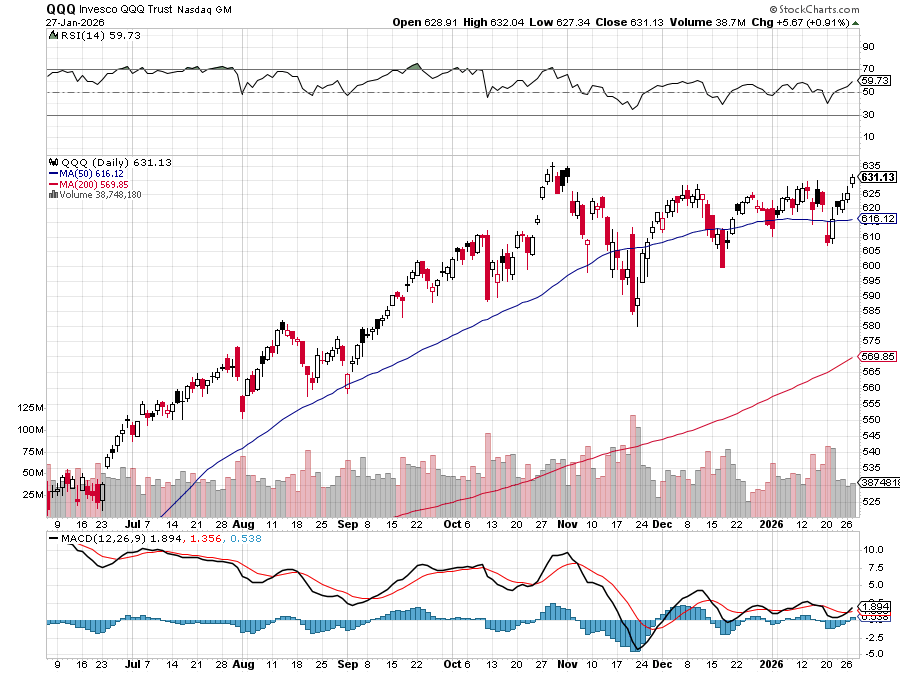 QQQ Invesco QQQ Trust Nasdaq GM © StockCharts.com
27-Jan-2026 Open 628.91 High 632.04 Low 627.34 Close 631.13 Volume 38.7M Chg +5.67 (+0.91%)
RSI(14) 59.73
90
70
59.73
50
30
10
QQQ (Daily) 631.13
MA(50) 616.12
MA(200) 569.85
Volume 38,748,180
635
631.13
625
620
616.12
610
605
600
595
590
585
580
575
569.85
565
560
555
550
545
540
535
525
125M
100M
75M
50M
25M
3874818
9 16 23 Jul 7 14 21 28 Aug 11 18 25 Sep 8 15 22 Oct 6 13 20 27 Nov 10 17 24 Dec 8 15 22 2026 12 20 26
MACD(12,26,9) 1.894, 1.356, 0.538
10.0
7.5
5.0
1.894
0.538
-2.5
-5.0
9 16 23 Jul 7 14 21 28 Aug 11 18 25 Sep 8 15 22 Oct 6 13 20 27 Nov 10 17 24 Dec 8 15 22 2026 12 20 26